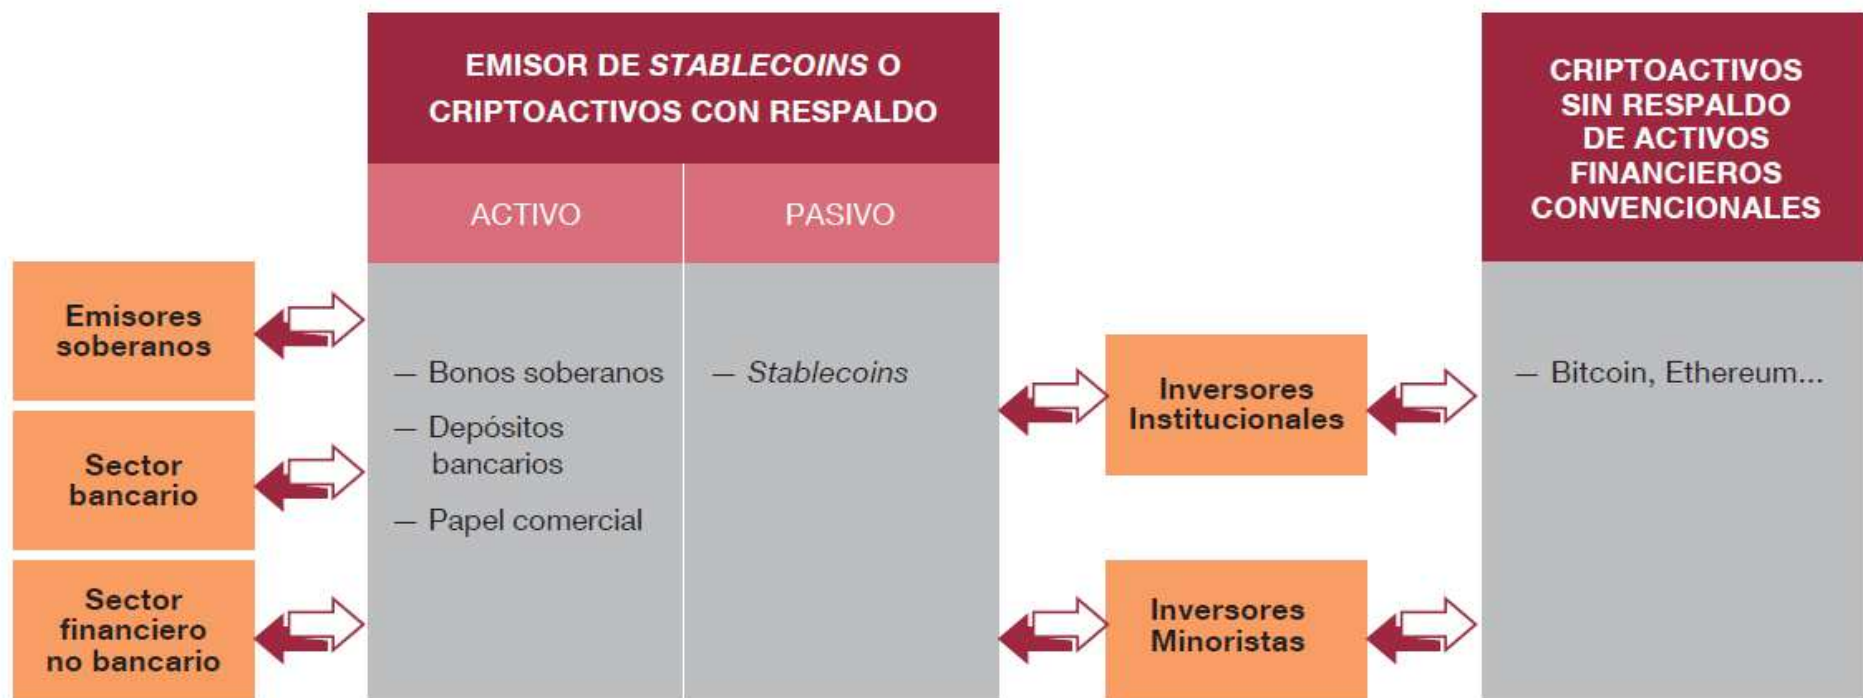 EMISOR DE STABLECOINS O
CRIPTOACTIVOS CON RESPALDO
ACTIVO
PASIVO
CRIPTOACTIVOS
SIN RESPALDO
DE ACTIVOS
FINANCIEROS
CONVENCIONALES
Emisores
soberanos
Sector
bancario
Sector
financiero
no bancario
— Bonos soberanos
— Depósitos
bancarios
— Papel comercial
— Stablecoins
Inversores
Institucionales
Inversores
Minoristas
— Bitcoin, Ethereum...